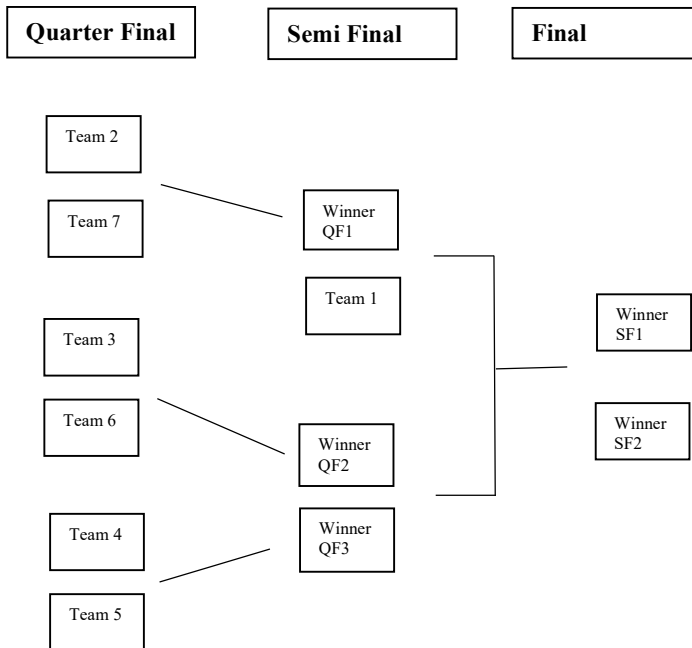 Quarter Final
Semi Final
Final
Team 2
Team 7
Winner
QF1
Team 1
Team 3
Winner
SF1
Team 6
Winner
QF2
Winner
SF2
Team 4
Winner
QF3
Team 5